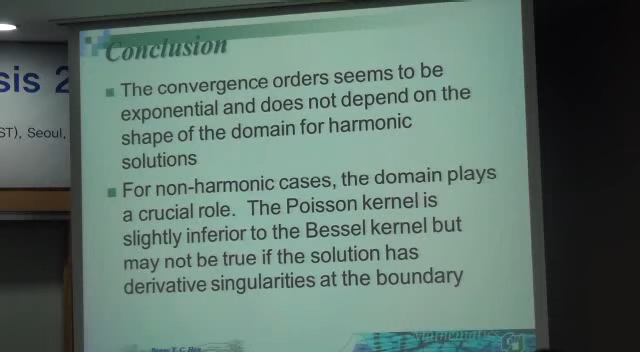 Conclusion
The convergence orders seems to be
exponential and does not depend on the
shape of the domain for harmonic
solutions
For non-harmonic cases, the domain plays
a crucial role. The Poisson kernel is
slightly inferior to the Bessel kernel but
may not be true if the solution has
derivative singularities at the boundary
sis 2
ST), Seoul,